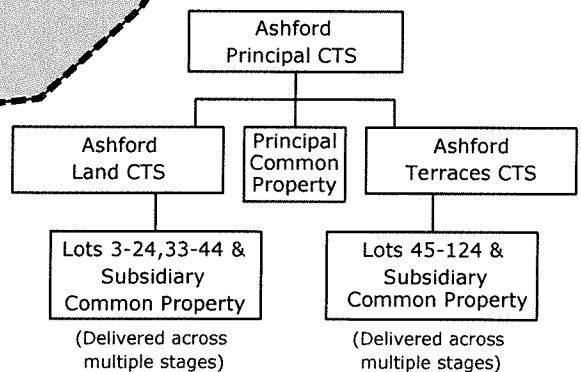 Ashford
Principal CTS
Ashford
Land CTS
Principal
Common
Property
Ashford
Terraces CTS
Lots 3-24,33-44 &
Subsidiary
Common Property
(Delivered across
multiple stages)
Lots 45-124 &
Subsidiary
Common Property
(Delivered across
multiple stages)